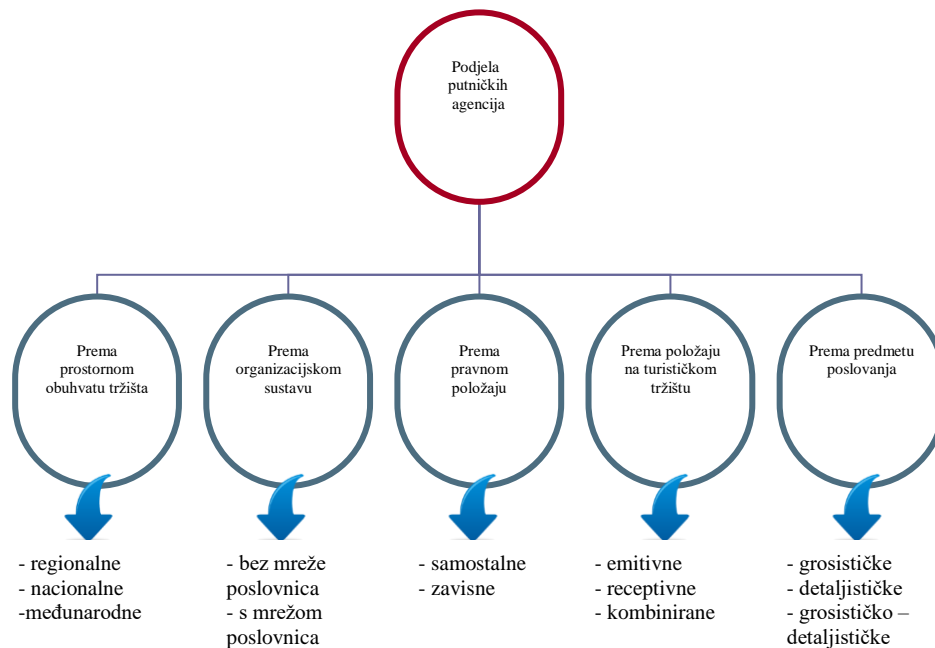 Podjela
putničkih
agencija
Prema
prostornom
obuhvatu tržišta
Prema
organizacijskom
sustavu
Prema
pravnom
položaju
Prema položaju
na turističkom
tržištu
Prema predmetu
poslovanja
- regionalne
- nacionalne
-međunarodne
- bez mreže
poslovnica
- s mrežom
poslovnica
- samostalne
- zavisne
- emitivne
- receptivne
- kombinirane
- grosističke
- detaljističke
- grosističko –
detaljističke